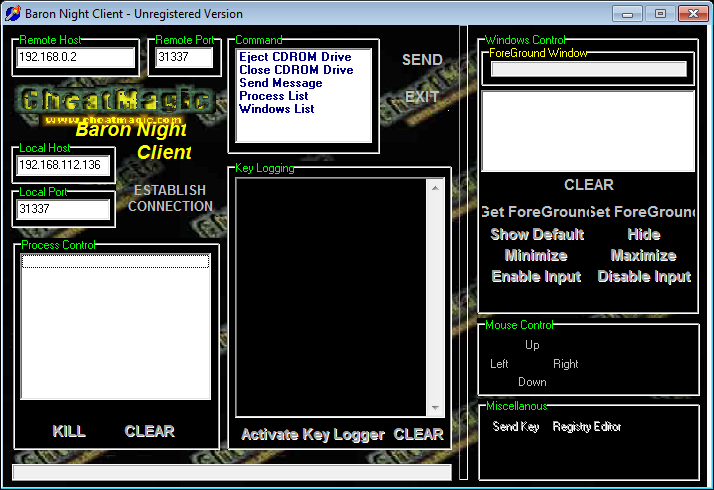 Baron Night Client - Unregistered Version
Remote Host
192.168.0.2
Remote Port
31337
CheatMagic
www.cheatmagic.com
Baron Night
Client
Local Host
192.168.112.136
Local Port
31337
ESTABLISH
CONNECTION
Process Control
KILL
CLEAR
Command
Eject CDROM Drive
Close CDROM Drive
Send Message
Process List
Windows List
SEND
EXIT
Key Logging
Activate Key Logger
CLEAR
Windows Control
ForeGround Window
CLEAR
Get ForeGround
Set ForeGround
Show Default
Hide
Minimize
Maximize
Enable Input
Disable Input
Mouse Control
Up
Left
Right
Down
Miscellanous
Send Key
Registry Editor